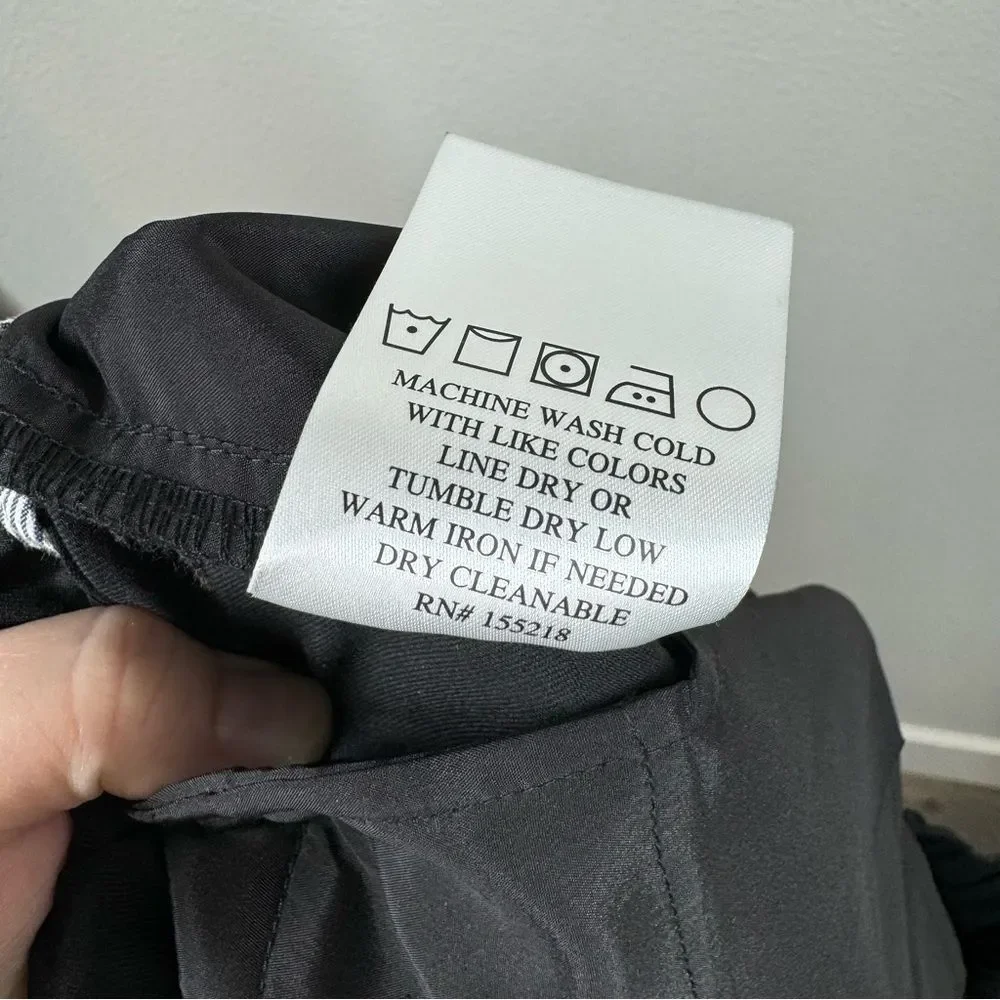 MACHINE WASH COLD
WITH LIKE COLORS
LINE DRY OR
TUMBLE DRY LOW
WARM IRON IF NEEDED
DRY CLEANABLE
RN# 155218